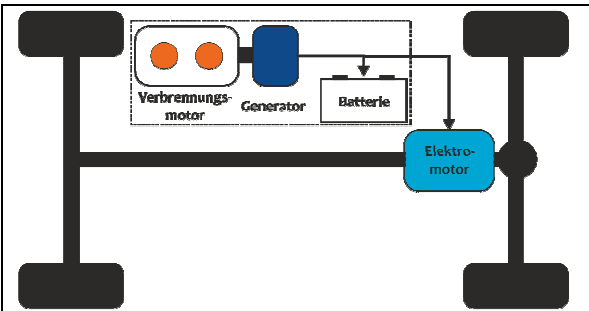 Verbrennungs-
motor
Generator
Batterie
Elektro-
motor